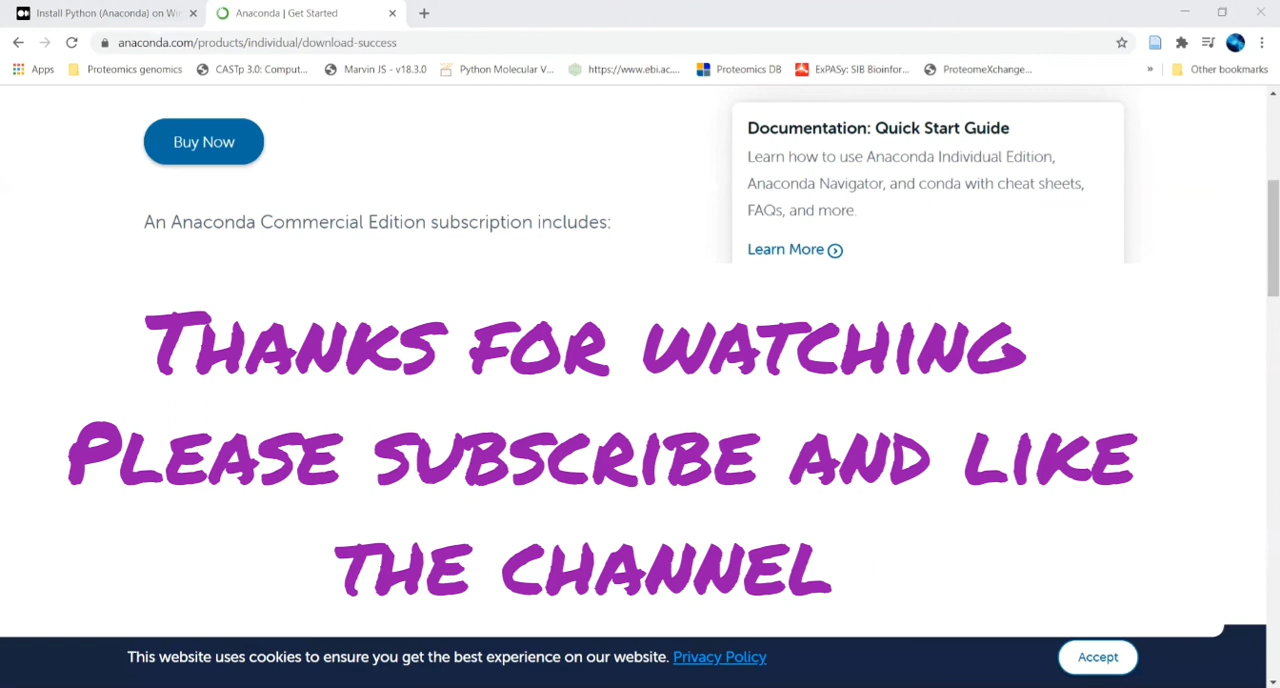 Install Python (Anaconda) on Wi
Anaconda | Get Started
anaconda.com/products/individual/download-success
Apps
Proteomics genomics
CASTp 3.0: Comput...
Marvin JS - v18.3.0
Python Molecular V...
https://www.ebi.ac....
Proteomics DB
ExPASy: SIB Bioinfor...
ProteomeXchange...
»
Other bookmarks
Buy Now
Documentation: Quick Start Guide
Learn how to use Anaconda Individual Edition,
Anaconda Navigator, and conda with cheat sheets,
FAQs, and more.
Learn More
An Anaconda Commercial Edition subscription includes:
Thanks for watching
Please subscribe and like
the channel
This website uses cookies to ensure you get the best experience on our website. Privacy Policy
Accept